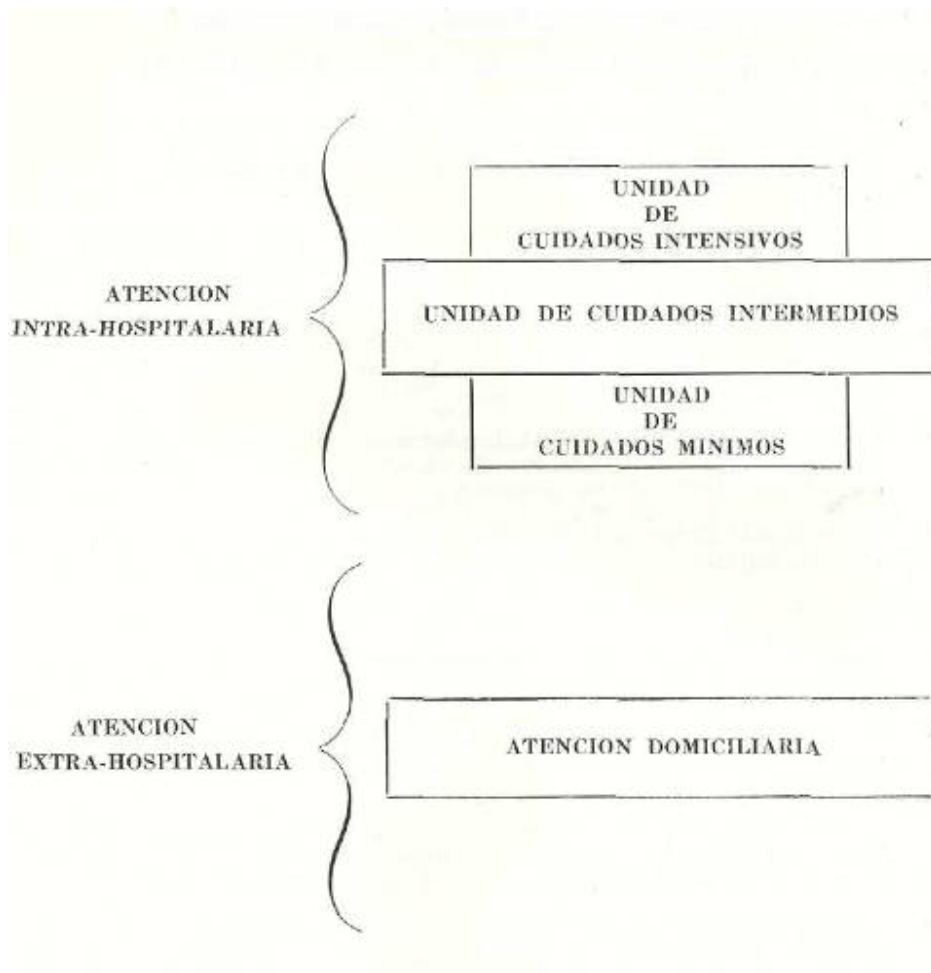 ATENCION
INTRA-HOSPITALARIA
UNIDAD
DE
CUIDADOS INTENSIVOS
UNIDAD DE CUIDADOS INTERMEDIOS
UNIDAD
DE
CUIDADOS MINIMOS
ATENCION
EXTRA-HOSPITALARIA
ATENCION DOMICILIARIA